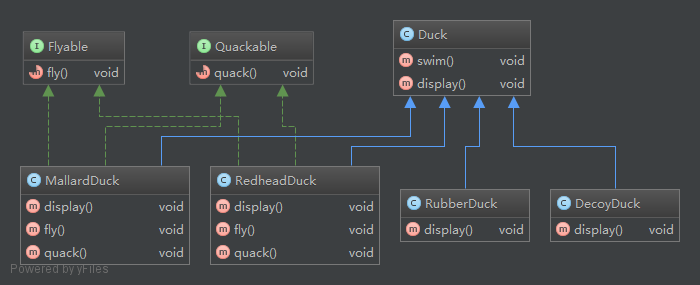 Flyable
fly() void
Quackable
quack() void
Duck
swim() void
display() void
MallardDuck
display() void
fly() void
quack() void
RedheadDuck
display() void
fly() void
quack() void
RubberDuck
display() void
DecoyDuck
display() void
Powered by yFiles